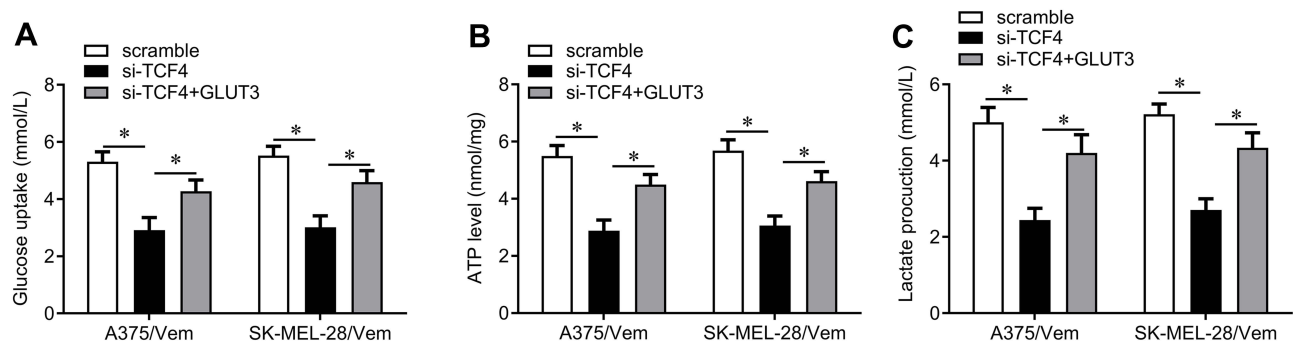 A
scramble
si-TCF4
si-TCF4+GLUT3
Glucose uptake (mmol/L)
8
6
4
2
0
*
*
*
*
A375/Vem
SK-MEL-28/Vem
B
scramble
si-TCF4
si-TCF4+GLUT3
ATP level (nmol/mg)
8
6
4
2
0
*
*
*
*
A375/Vem
SK-MEL-28/Vem
C
scramble
si-TCF4
si-TCF4+GLUT3
Lactate procuction (mmol/L)
6
4
2
0
*
*
*
*
A375/Vem
SK-MEL-28/Vem